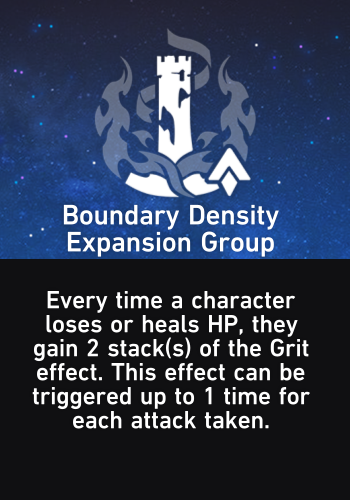 Boundary Density
Expansion Group
Every time a character
loses or heals HP, they
gain 2 stack(s) of the Grit
effect. This effect can be
triggered up to 1 time for
each attack taken.